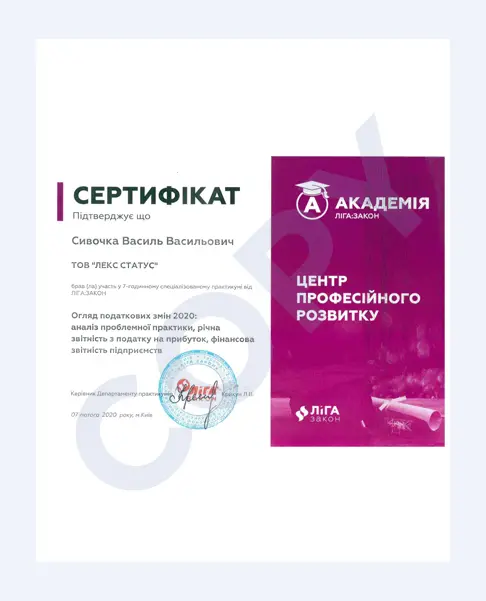 СЕРТИФІКАТ
Підтверджує що
Сивочка Василь Васильович
ТОВ "ЛЕКС СТАТУС"
брав (ла) участь у 7-годинному спеціалізованому практикумі від
ЛІГА:ЗАКОН
Огляд податкових змін 2020:
аналіз проблемної практики, річна
звітність з податку на прибуток, фінансова
звітність підприємств
Керівник Департаменту практикумів
ЛІГА
07 лютого 2020 року, м.Київ
А АКАДЕМІЯ
ЛІГА:ЗАКОН
ЦЕНТР
ПРОФЕСІЙНОГО
РОЗВИТКУ
ЛІГА
ЗАКОН
COPY